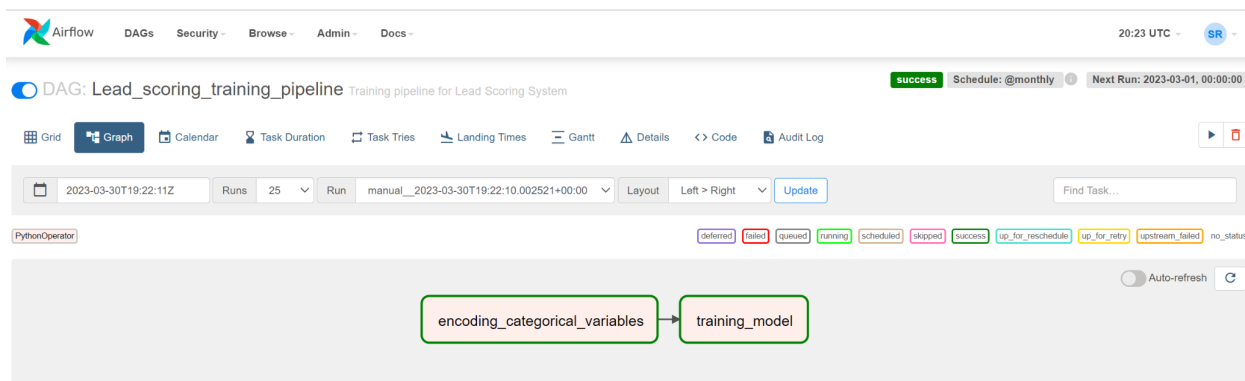 Airflow DAGs Security Browse Admin Docs 20:23 UTC SR
DAG: Lead_scoring_training_pipeline Training pipeline for Lead Scoring System success Schedule: @monthly i Next Run: 2023-03-01, 00:00:00
Grid Graph Calendar Task Duration Task Tries Landing Times Gantt Details <> Code Audit Log
2023-03-30T19:22:11Z Runs 25 Run manual__2023-03-30T19:22:10.002521+00:00 Layout Left > Right Update Find Task...
PythonOperator deferred failed queued running scheduled skipped success up_for_reschedule up_for_retry upstream_failed no_status
Auto-refresh
encoding_categorical_variables training_model